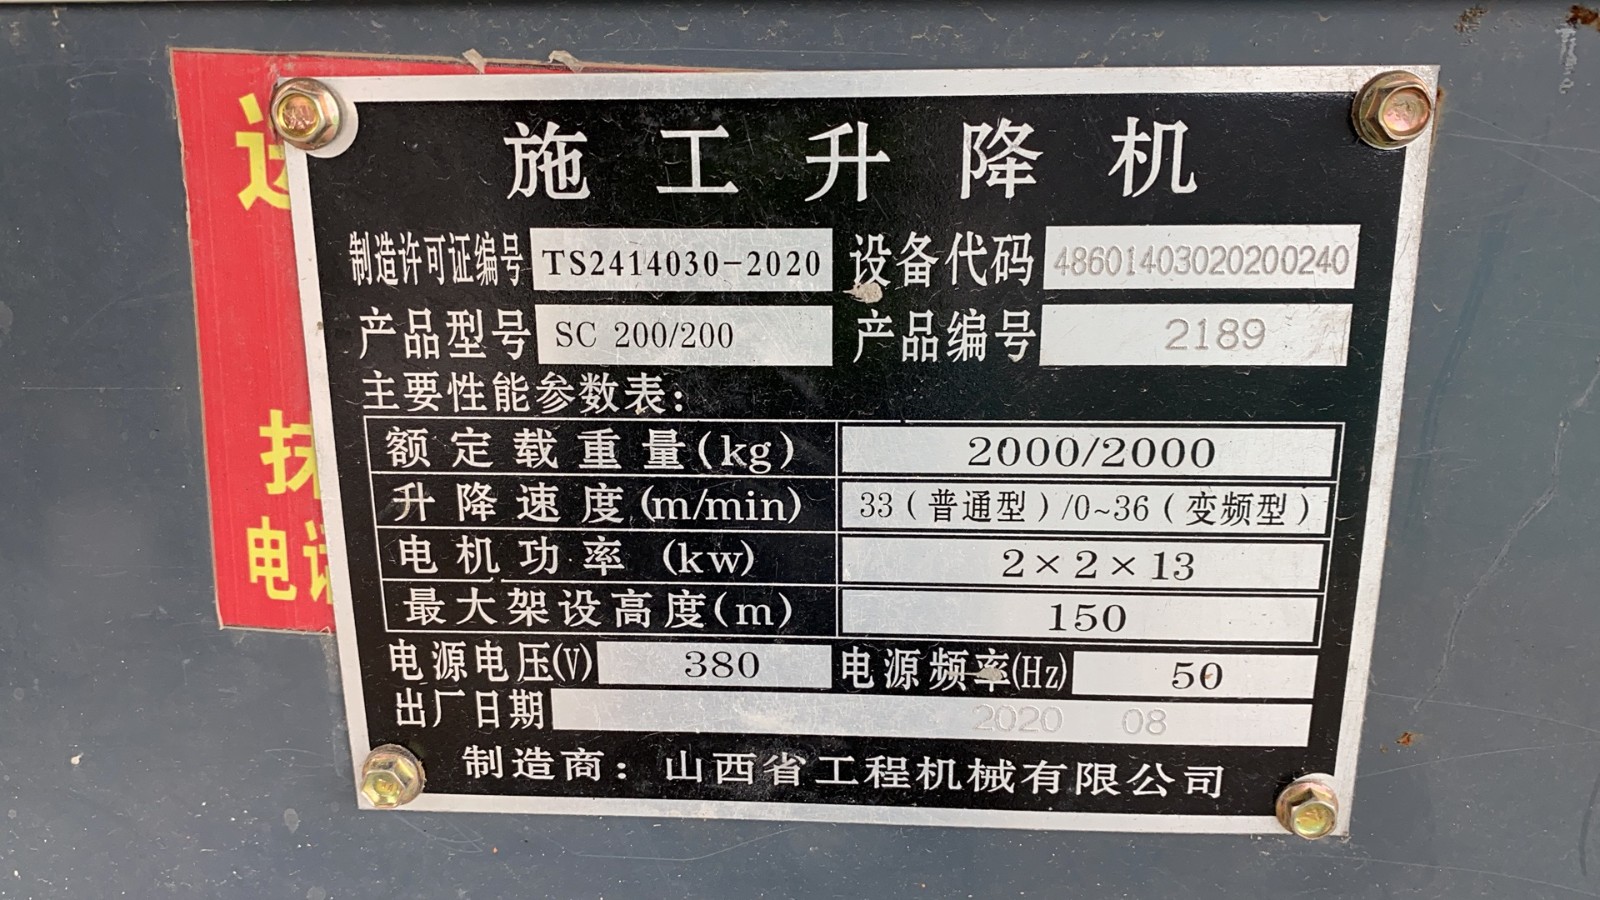 施工升降机
制造许可证编号 TS2414030-2020 设备代码 48601403020200240
产品型号 SC 200/200 产品编号 2189
主要性能参数表：
额定载重量(kg) 2000/2000
升降速度(m/min) 33（普通型）/0~36（变频型）
电机功率 (kw) 2×2×13
最大架设高度(m) 150
电源电压(V) 380 电源频率(Hz) 50
出厂日期 2020 08
制造商：山西省工程机械有限公司
电